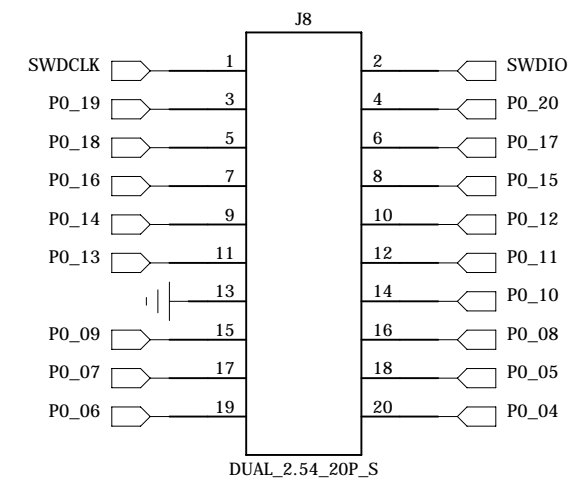 J8
SWDCLK 1 2 SWDIO
P0_19 3 4 P0_20
P0_18 5 6 P0_17
P0_16 7 8 P0_15
P0_14 9 10 P0_12
P0_13 11 12 P0_11
13 14 P0_10
P0_09 15 16 P0_08
P0_07 17 18 P0_05
P0_06 19 20 P0_04
DUAL_2.54_20P_S